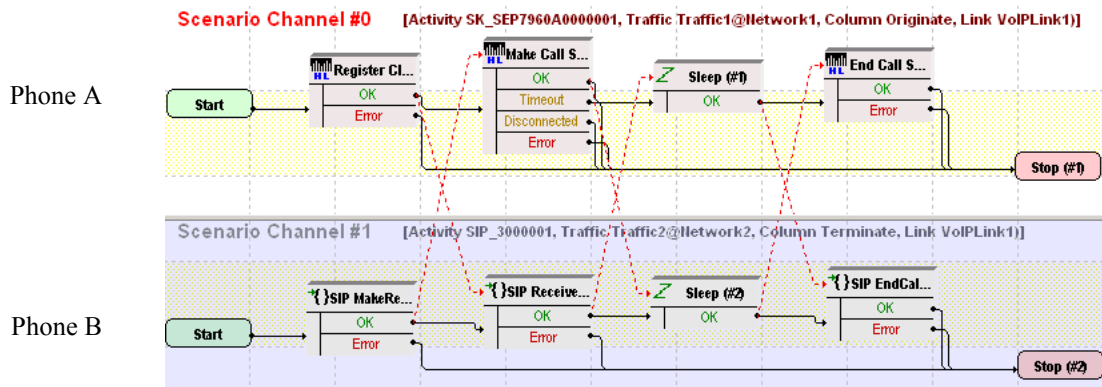 Scenario Channel #0 [Activity SK_SEP7960A0000001, Traffic Traffic1@Network1, Column Originate, Link VoIPLink1)]
Phone A
Start
HL Register Cl...
OK
Error
HL Make Call S...
OK
Timeout
Disconnected
Error
Z Sleep (#1)
OK
HL End Call S...
OK
Error
Stop (#1)
Scenario Channel #1 [Activity SIP_3000001, Traffic Traffic2@Network2, Column Terminate, Link VoIPLink1)]
Phone B
Start
{}SIP MakeRe...
OK
Error
{}SIP Receive...
OK
Error
Z Sleep (#2)
OK
{}SIP EndCal...
OK
Error
Stop (#2)